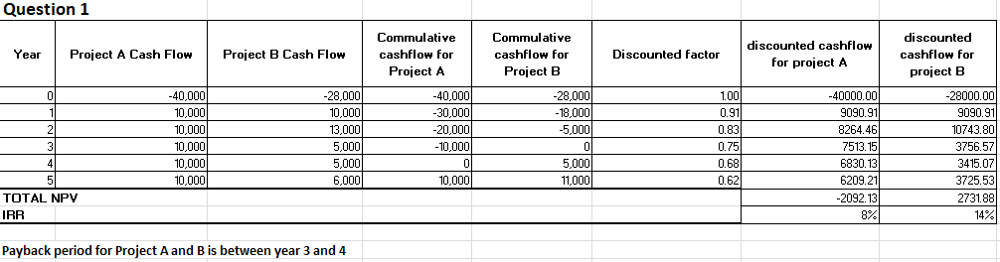 Question 1
Year Project A Cash Flow Project B Cash Flow Commulative cashflow for Project A Commulative cashflow for Project B Discounted factor discounted cashflow for project A discounted cashflow for project B
0 -40,000 -28,000 -40,000 -28,000 1.00 -40000.00 -28000.00
1 10,000 10,000 -30,000 -18,000 0.91 9090.91 9090.91
2 10,000 13,000 -20,000 -5,000 0.83 8264.46 10743.80
3 10,000 5,000 -10,000 0 0.75 7513.15 3756.57
4 10,000 5,000 0 5,000 0.68 6830.13 3415.07
5 10,000 6,000 10,000 11,000 0.62 6209.21 3725.53
TOTAL NPV -2092.13 2731.88
IRR 8% 14%
Payback period for Project A and B is between year 3 and 4